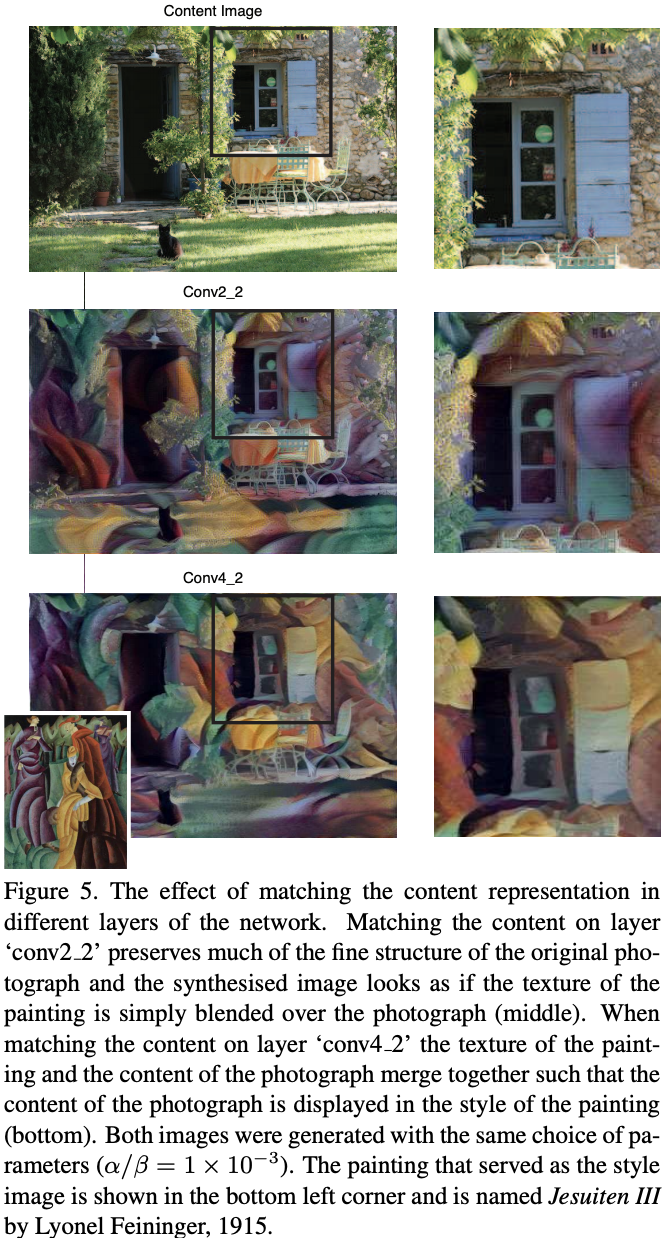 Content Image
Conv2_2
Conv4_2
Figure 5. The effect of matching the content representation in
different layers of the network. Matching the content on layer
‘conv2_2’ preserves much of the fine structure of the original pho-
tograph and the synthesised image looks as if the texture of the
painting is simply blended over the photograph (middle). When
matching the content on layer ‘conv4_2’ the texture of the paint-
ing and the content of the photograph merge together such that the
content of the photograph is displayed in the style of the painting
(bottom). Both images were generated with the same choice of pa-
rameters (α/β = 1 × 10⁻³). The painting that served as the style
image is shown in the bottom left corner and is named Jesuiten III
by Lyonel Feininger, 1915.